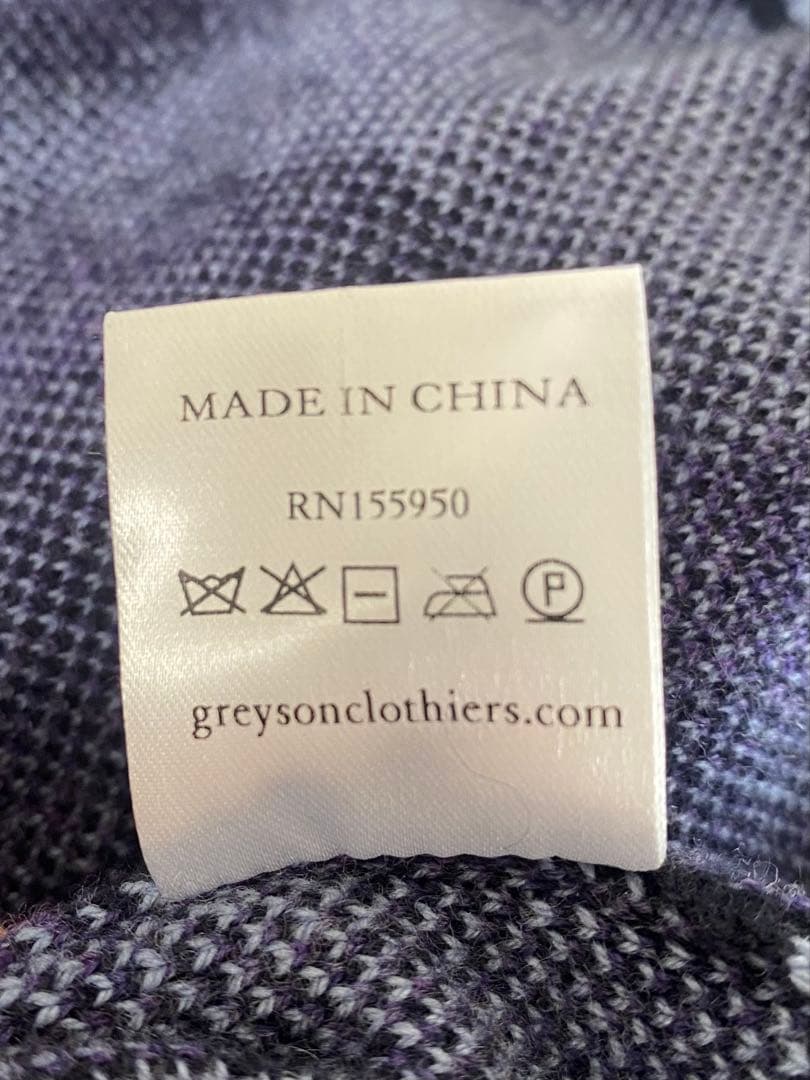 MADE IN CHINA
RN155950
P
greysonclothiers.com